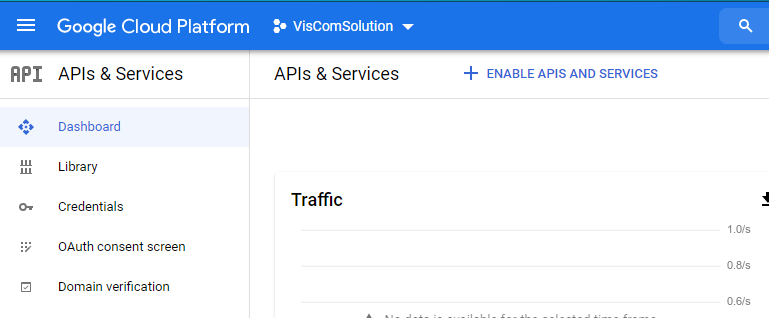 Google Cloud Platform
VisComSolution
API
APIs & Services
APIs & Services
ENABLE APIS AND SERVICES
Dashboard
Library
Credentials
OAuth consent screen
Domain verification
Traffic
1.0/s
0.8/s
0.6/s
No data is available for the selected time frame